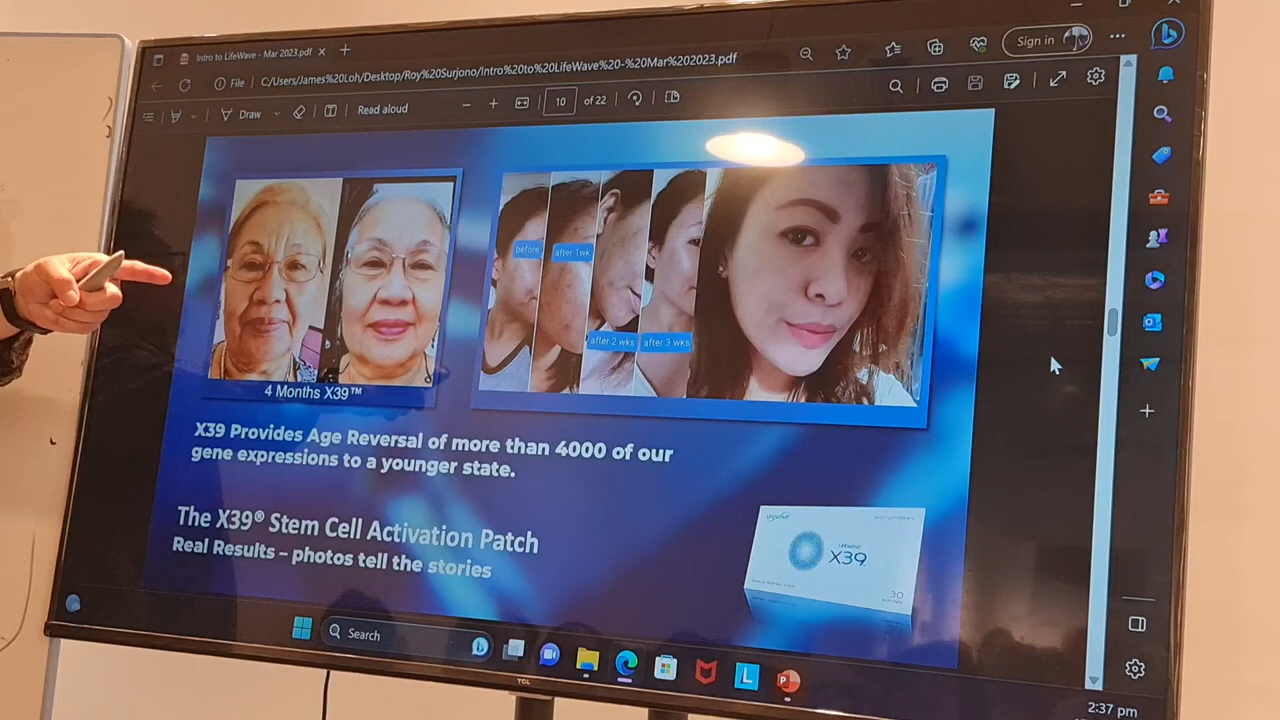 Intro to LifeWave - Mar 2023.pdf
File
C:/Users/James%20Loh/Desktop/Roy%20Surjono/Intro%20to%20LifeWave%20-%20Mar%202023.pdf
Sign in
Draw
Read aloud
10 of 22
before
after 1wk
after 2 wks
after 3 wks
4 Months X39™
X39 Provides Age Reversal of more than 4000 of our
gene expressions to a younger state.
The X39® Stem Cell Activation Patch
Real Results – photos tell the stories
LIFEWAVE
X39
30
Search
TCL
2:37 pm